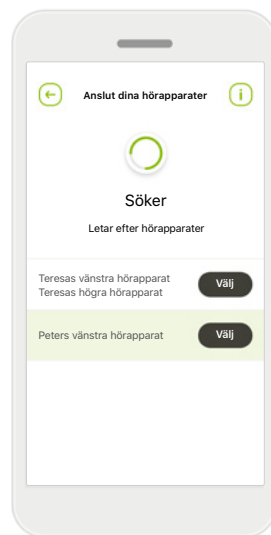 Anslut dina hörapparater
i
Söker
Letar efter hörapparater
Teresas vänstra hörapparat
Teresas högra hörapparat
Välj
Peters vänstra hörapparat
Välj